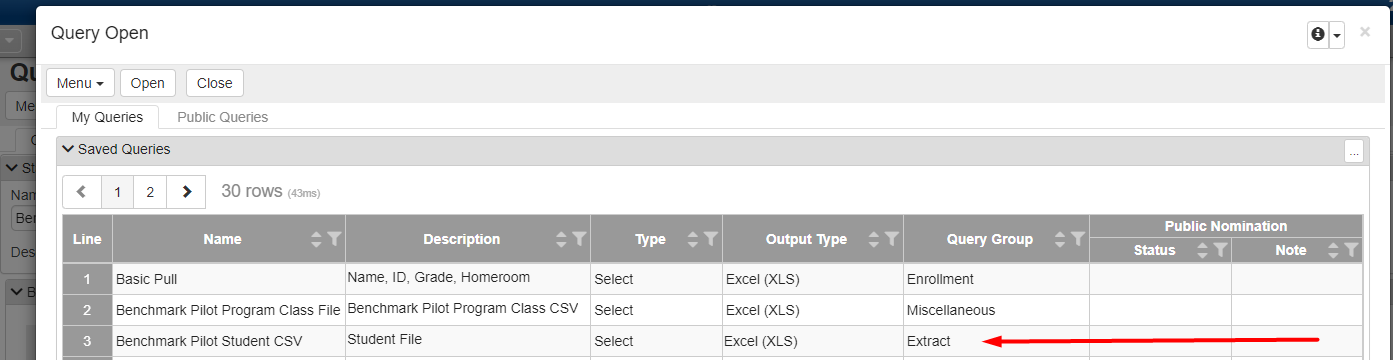 Query Open
Menu Open Close
My Queries Public Queries
Saved Queries
...
1 2 30 rows (43ms)
Line Name Description Type Output Type Query Group Public Nomination
Status Note
1 Basic Pull Name, ID, Grade, Homeroom Select Excel (XLS) Enrollment
2 Benchmark Pilot Program Class File Benchmark Pilot Program Class CSV Select Excel (XLS) Miscellaneous
3 Benchmark Pilot Student CSV Student File Select Excel (XLS) Extract